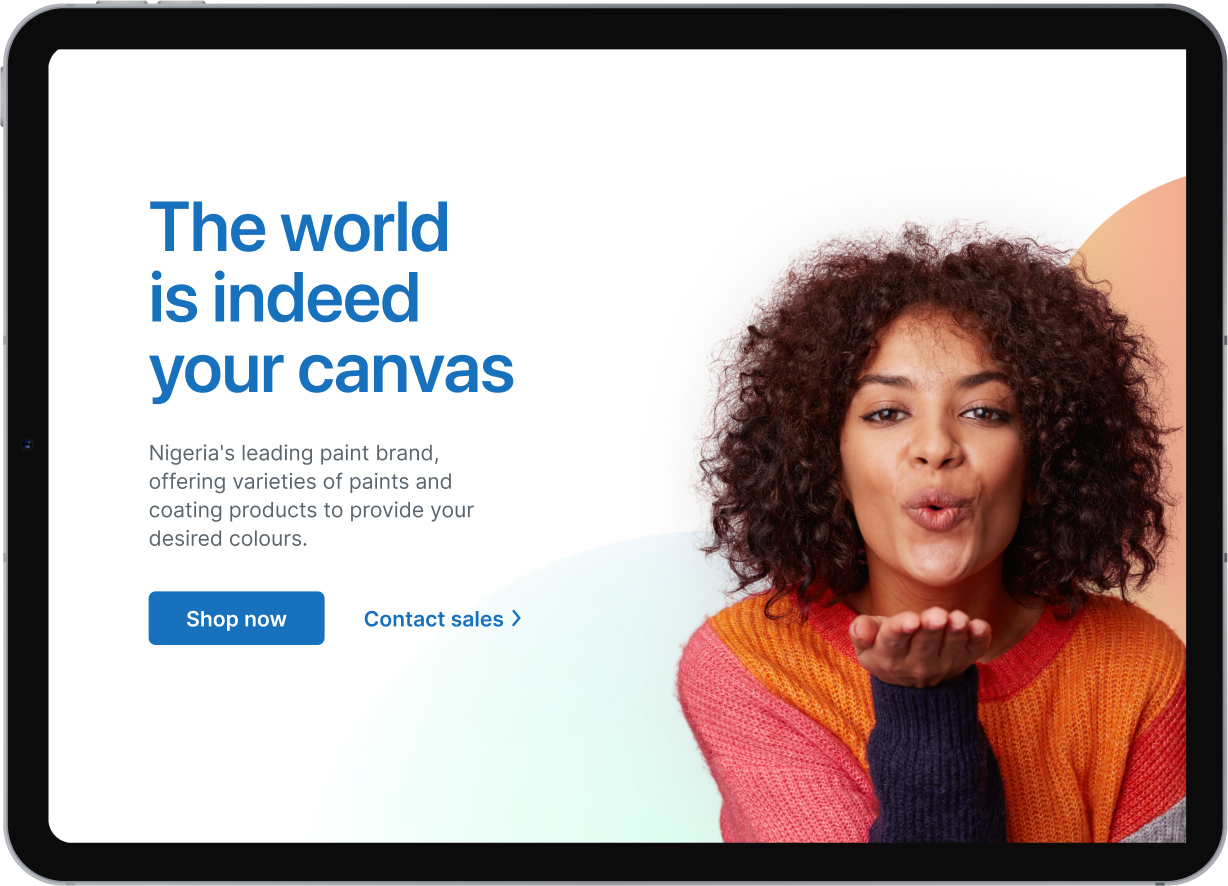 The world
is indeed
your canvas
Nigeria's leading paint brand,
offering varieties of paints and
coating products to provide your
desired colours.
Shop now
Contact sales